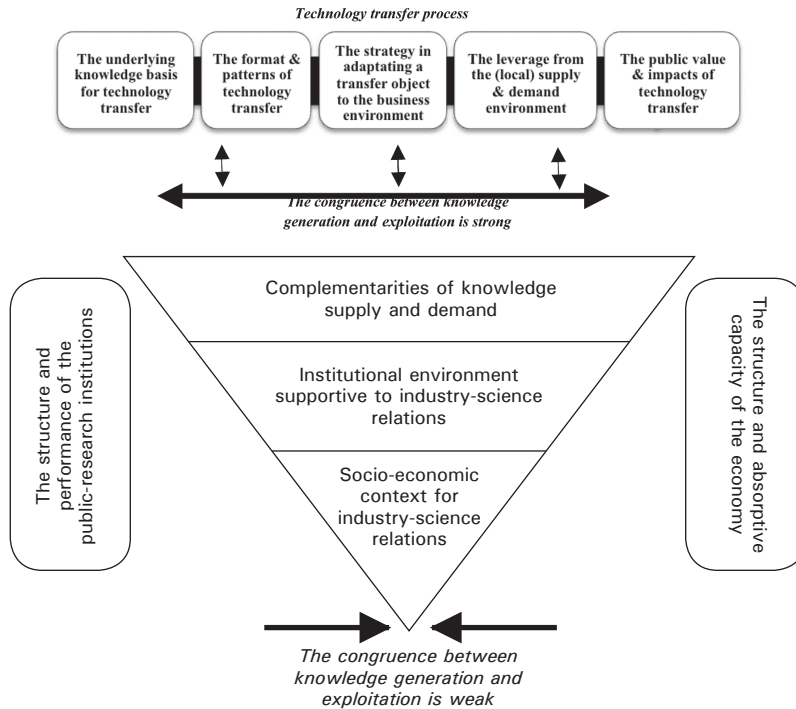 Technology transfer process
The underlying
knowledge basis
for technology
transfer
The format &
patterns of
technology
transfer
The strategy in
adaptating a
transfer object
to the business
environment
The leverage from
the (local) supply
& demand
environment
The public value
& impacts of
technology
transfer
The congruence between knowledge
generation and exploitation is strong
The structure and
performance of the
public-research institutions
Complementarities of knowledge
supply and demand
Institutional environment
supportive to industry-science
relations
Socio-economic
context for
industry-science
relations
The structure and absorptive
capacity of the economy
The congruence between
knowledge generation and
exploitation is weak